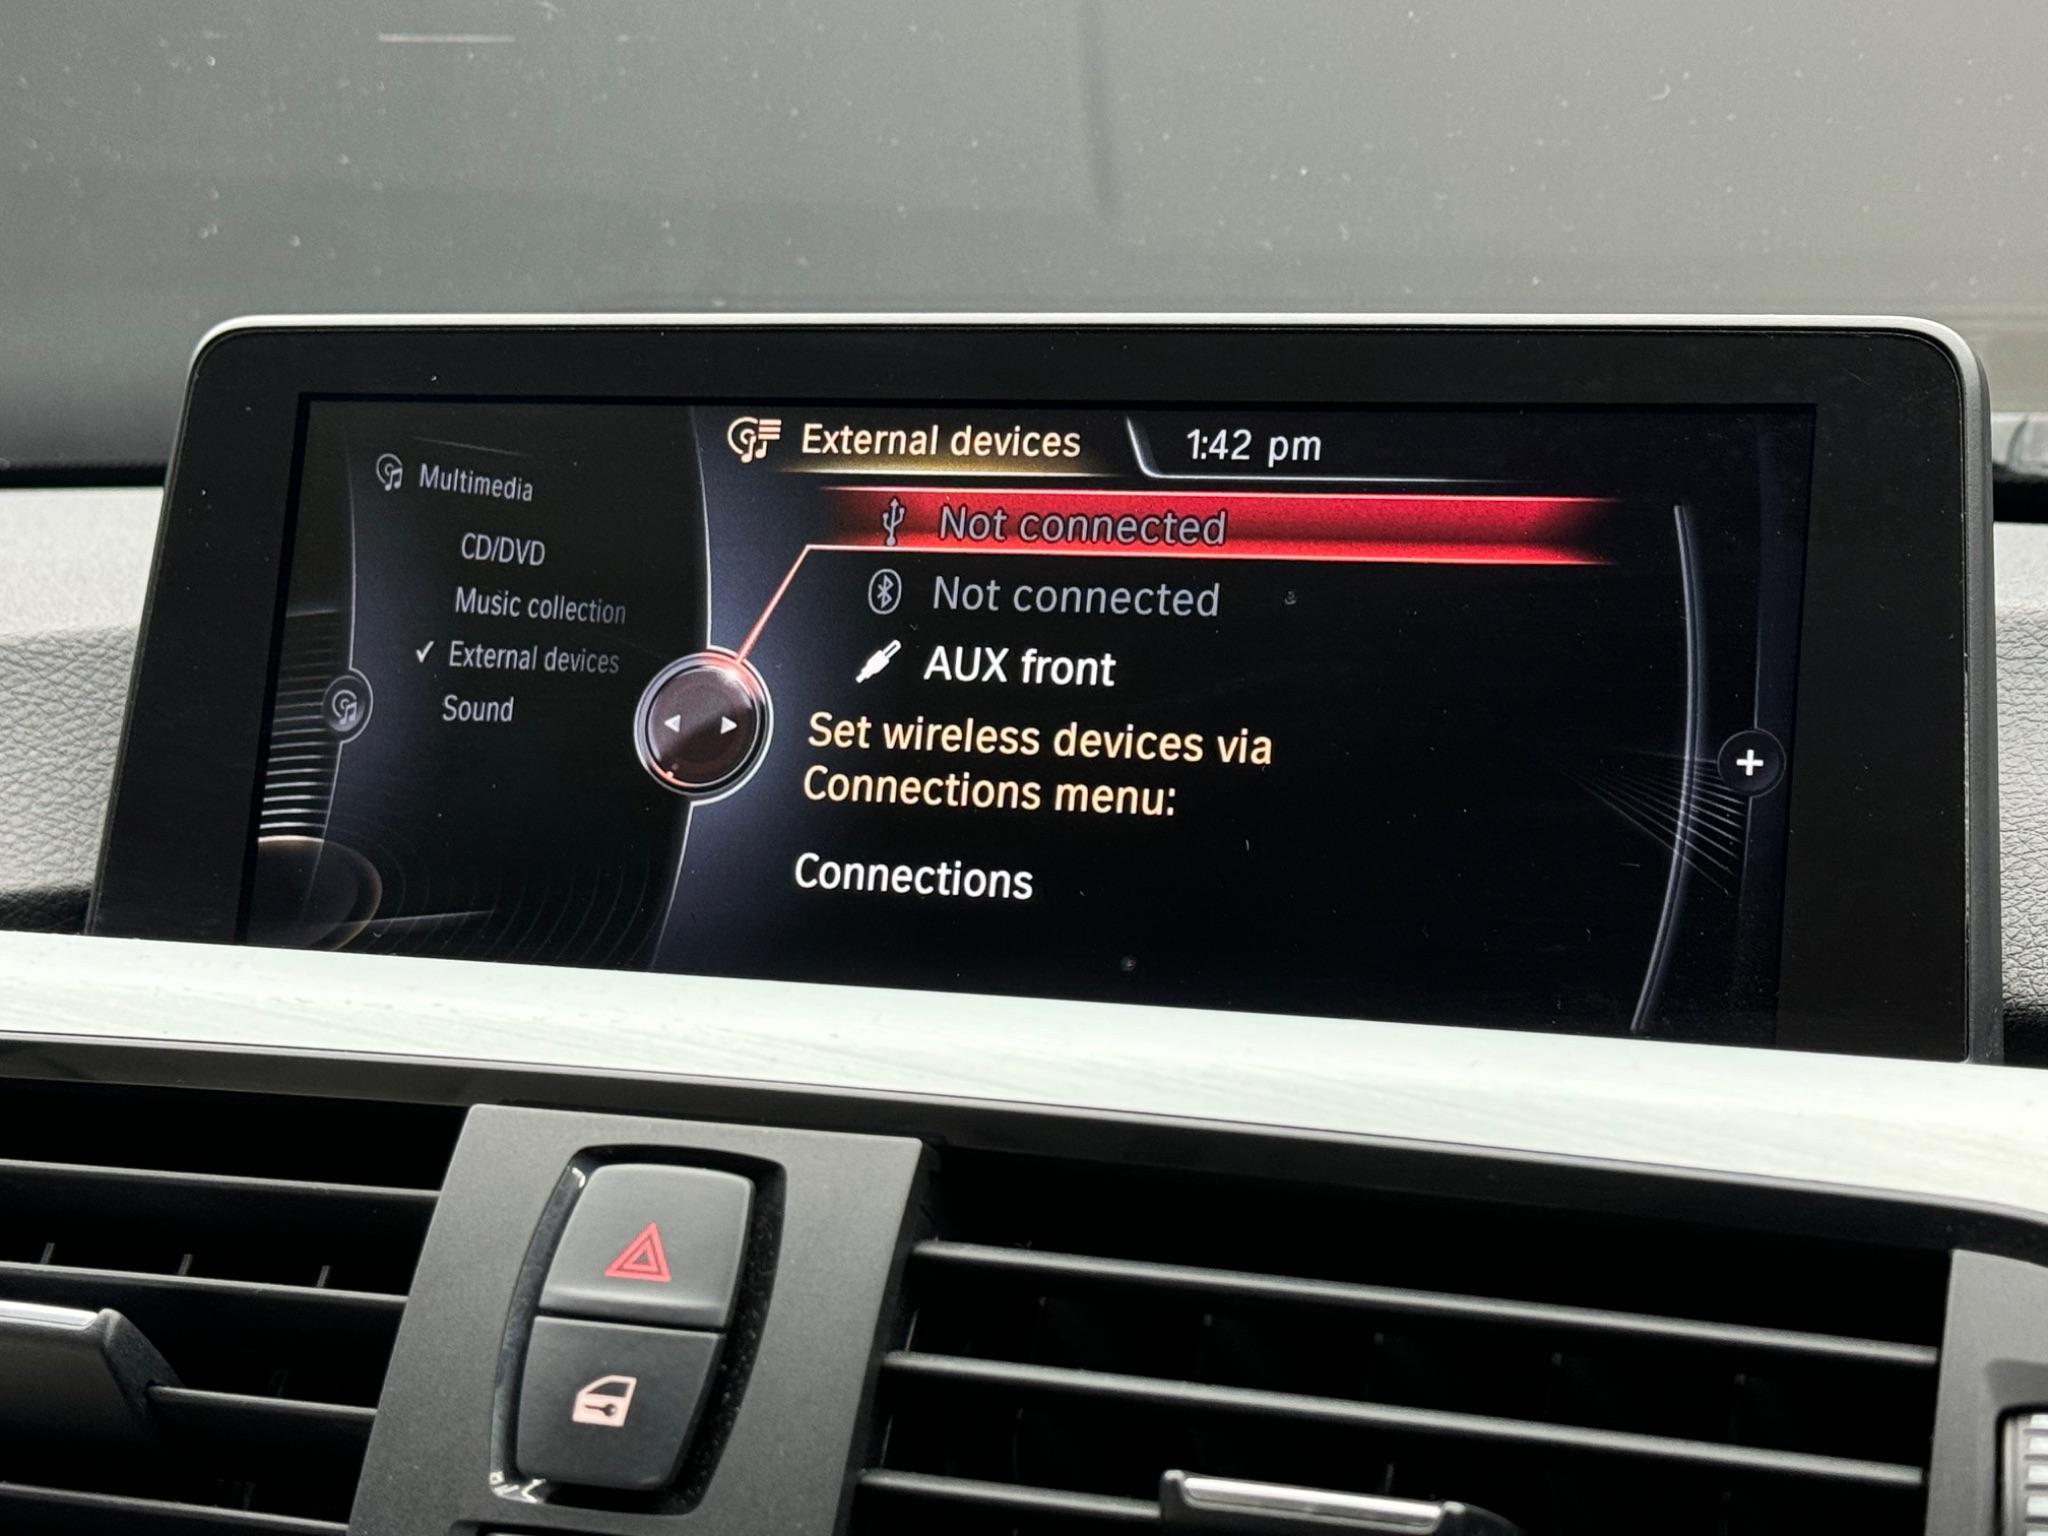 Multimedia
CD/DVD
Music collection
✓ External devices
Sound
External devices
1:42 pm
Not connected
Not connected
AUX front
Set wireless devices via
Connections menu:
Connections